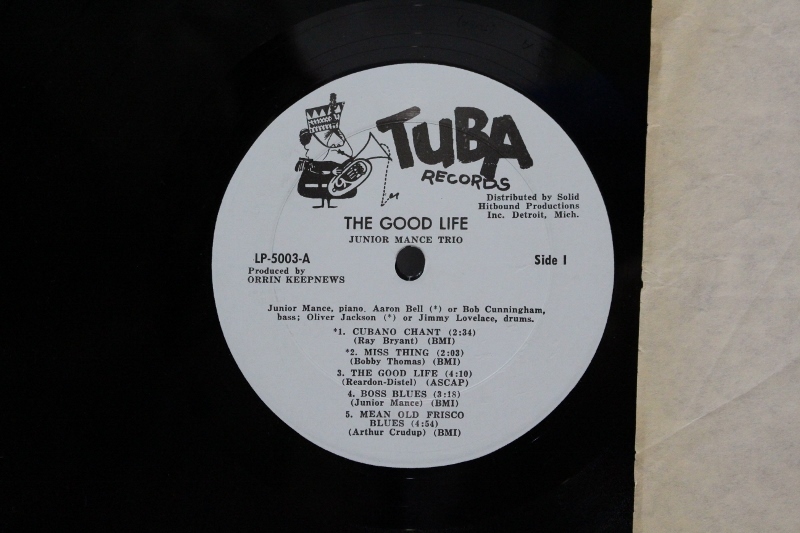 TUBA
RECORDS
Distributed by Solid
Hitbound Productions
Inc. Detroit, Mich.
THE GOOD LIFE
JUNIOR MANCE TRIO
LP-5003-A
Side 1
Produced by
ORRIN KEEPNEWS
Junior Mance, piano. Aaron Bell (*) or Bob Cunningham,
bass; Oliver Jackson (*) or Jimmy Lovelace, drums.
*1. CUBANO CHANT (2:34)
(Ray Bryant) (BMI)
*2. MISS THING (2:03)
(Bobby Thomas) (BMI)
3. THE GOOD LIFE (4:10)
(Reardon-Distel) (ASCAP)
4. BOSS BLUES (3:18)
(Junior Mance) (BMI)
5. MEAN OLD FRISCO
BLUES (4:54)
(Arthur Crudup) (BMI)